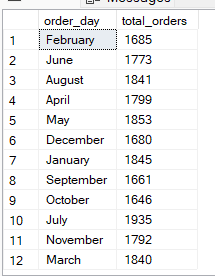 Messages
order_day total_orders
1 February 1685
2 June 1773
3 August 1841
4 April 1799
5 May 1853
6 December 1680
7 January 1845
8 September 1661
9 October 1646
10 July 1935
11 November 1792
12 March 1840